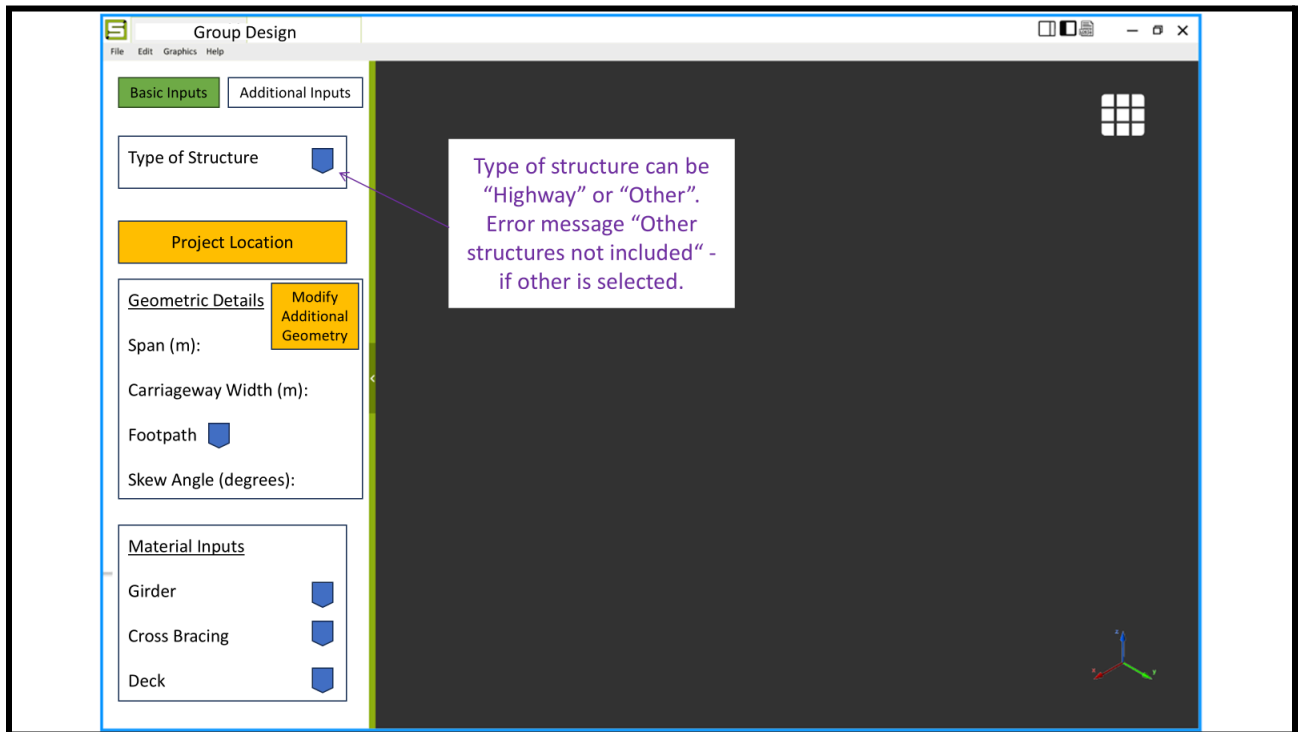 Group Design
File Edit Graphics Help
Basic Inputs
Additional Inputs
Type of Structure
Type of structure can be
“Highway” or “Other”.
Error message “Other
structures not included“ -
if other is selected.
Project Location
Geometric Details
Modify
Additional
Geometry
Span (m):
Carriageway Width (m):
Footpath
Skew Angle (degrees):
Material Inputs
Girder
Cross Bracing
Deck